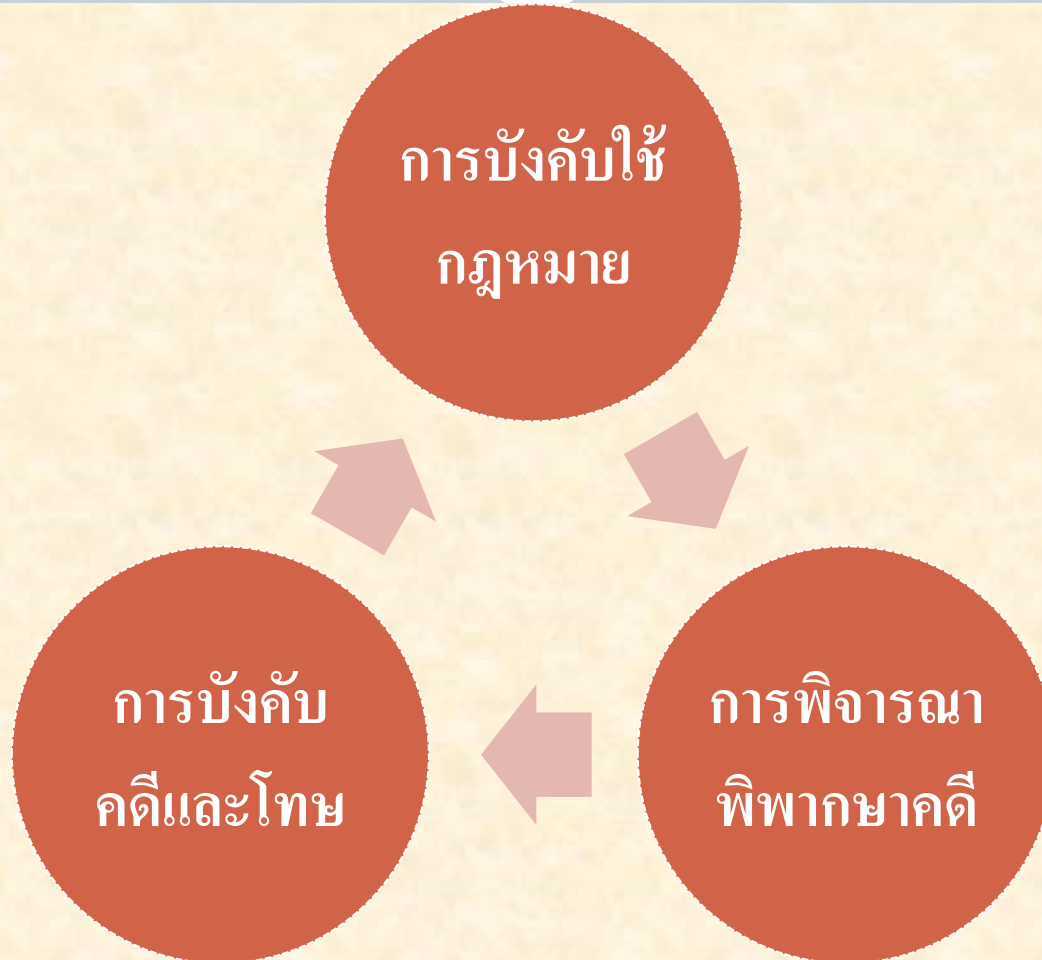 การบังคับใช้
กฎหมาย
การพิจารณา
พิพากษาคดี
การบังคับ
คดีและโทษ